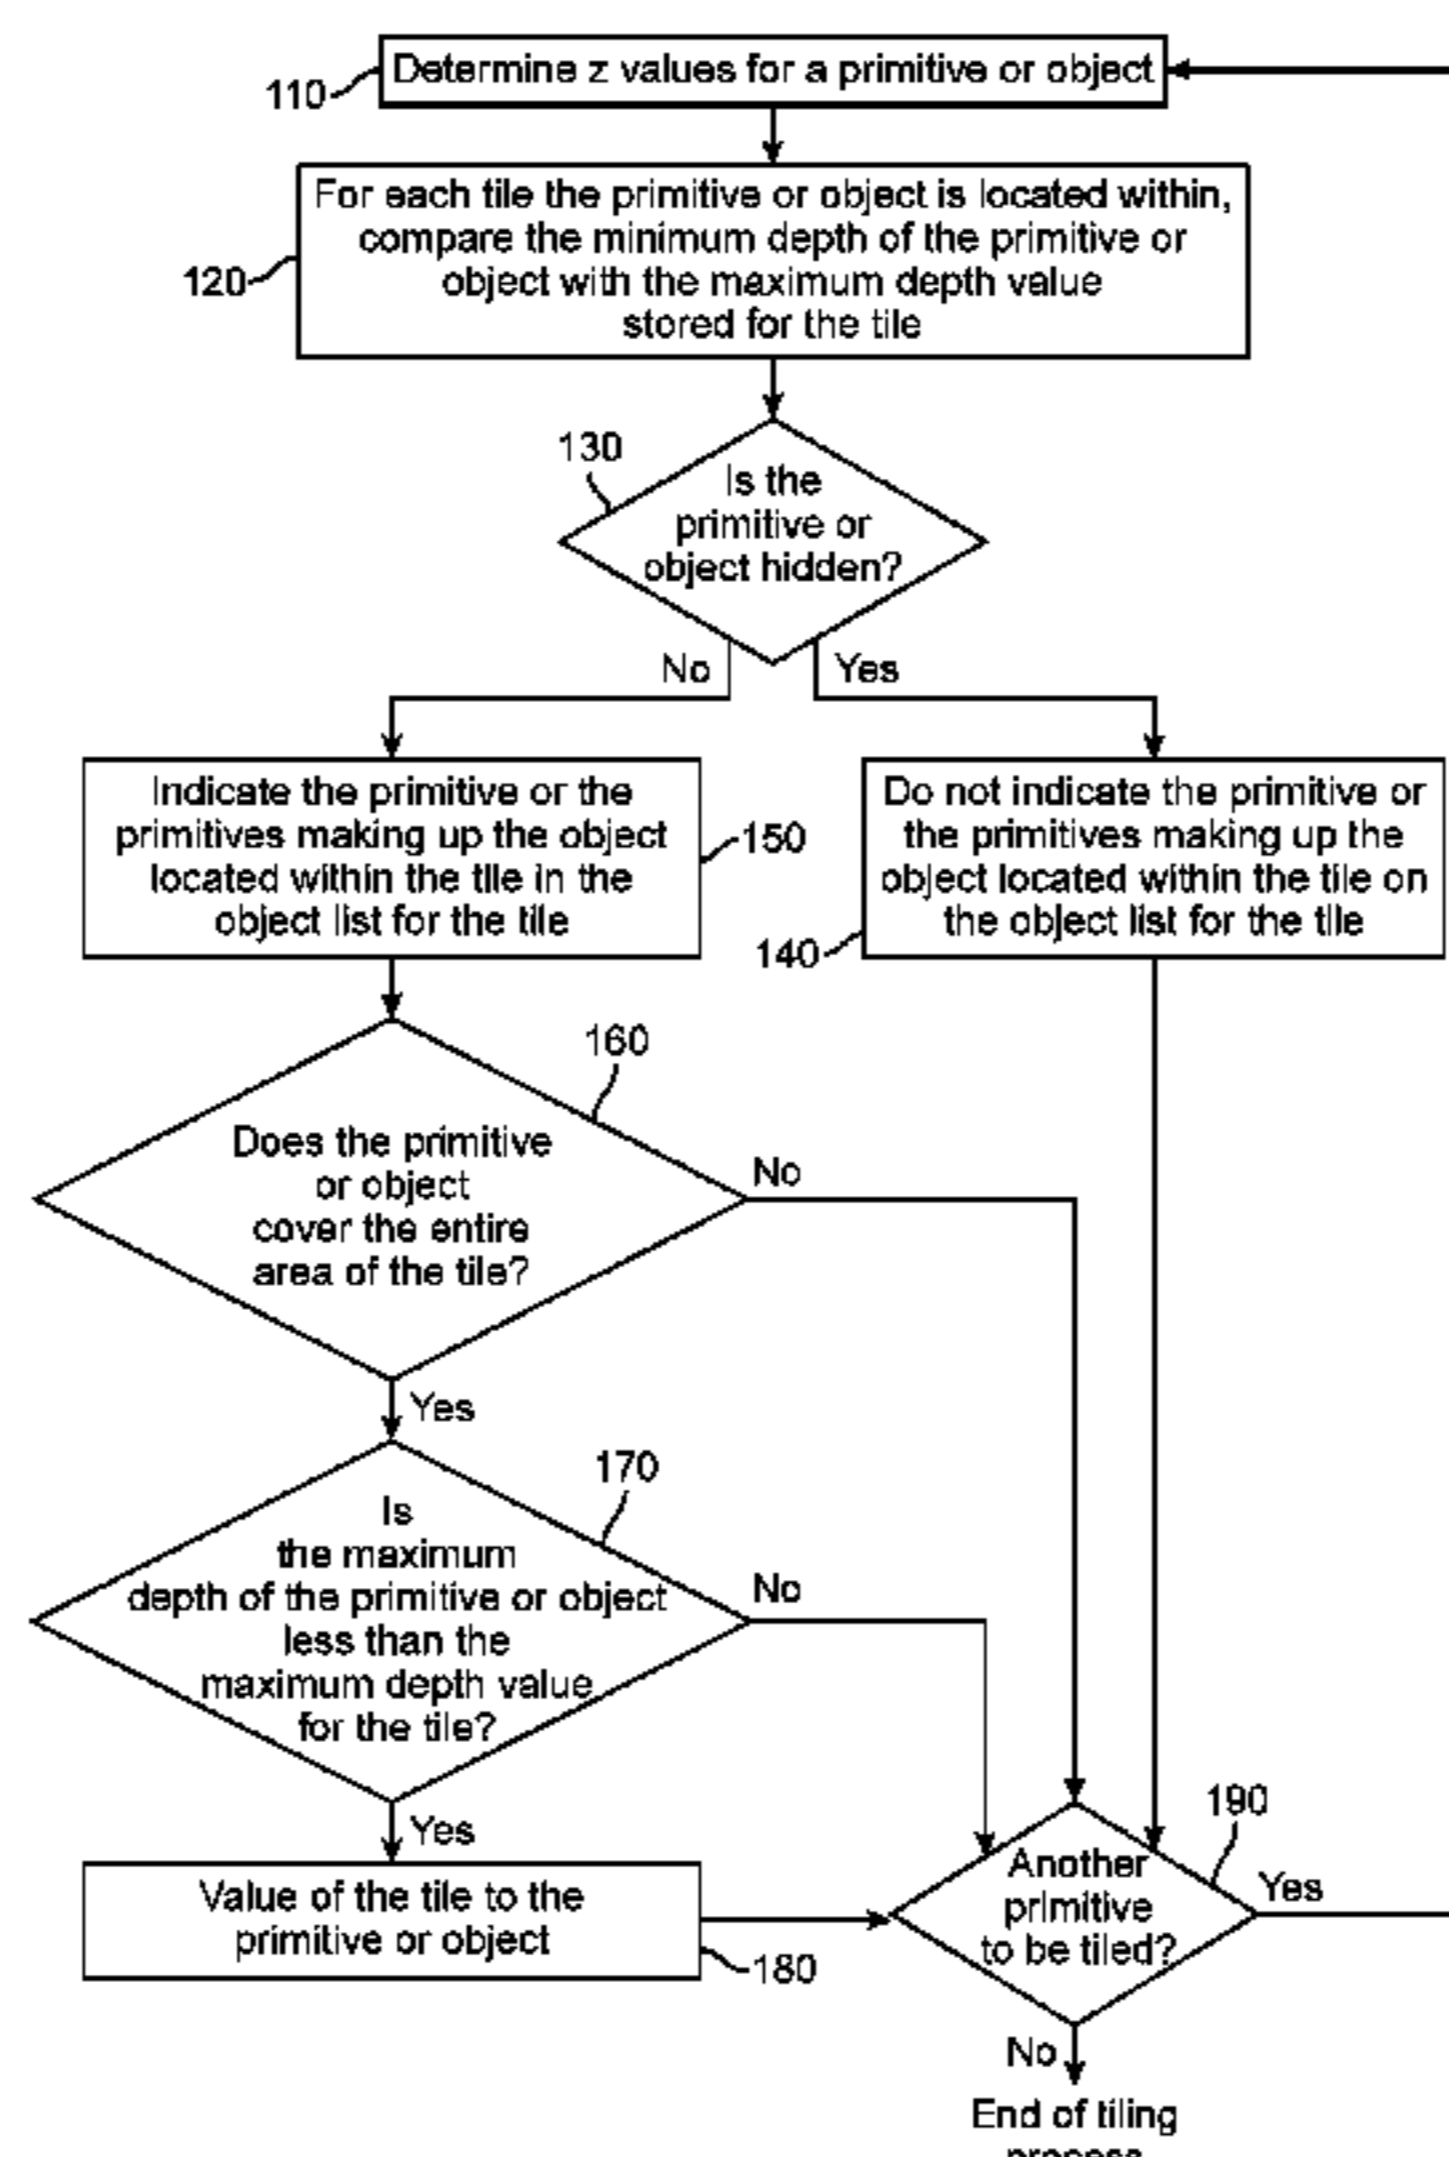 Determine z values for a primitive or object
110
For each tile the primitive or object is located within,
compare the minimum depth of the primitive or
object with the maximum depth value
stored for the tile
120
130
Is the
primitive or
object hidden?
No
Yes
Indicate the primitive or the
primitives making up the object
located within the tile in the
object list for the tile
150
Do not indicate the primitive or
the primitives making up the
object located within the tile on
the object list for the tile
140
160
Does the primitive
or object
cover the entire
area of the tile?
No
Yes
170
Is
the maximum
depth of the primitive or object
less than the
maximum depth value
for the tile?
No
Yes
Value of the tile to the
primitive or object
180
190
Another
primitive
to be tiled?
Yes
No
End of tiling